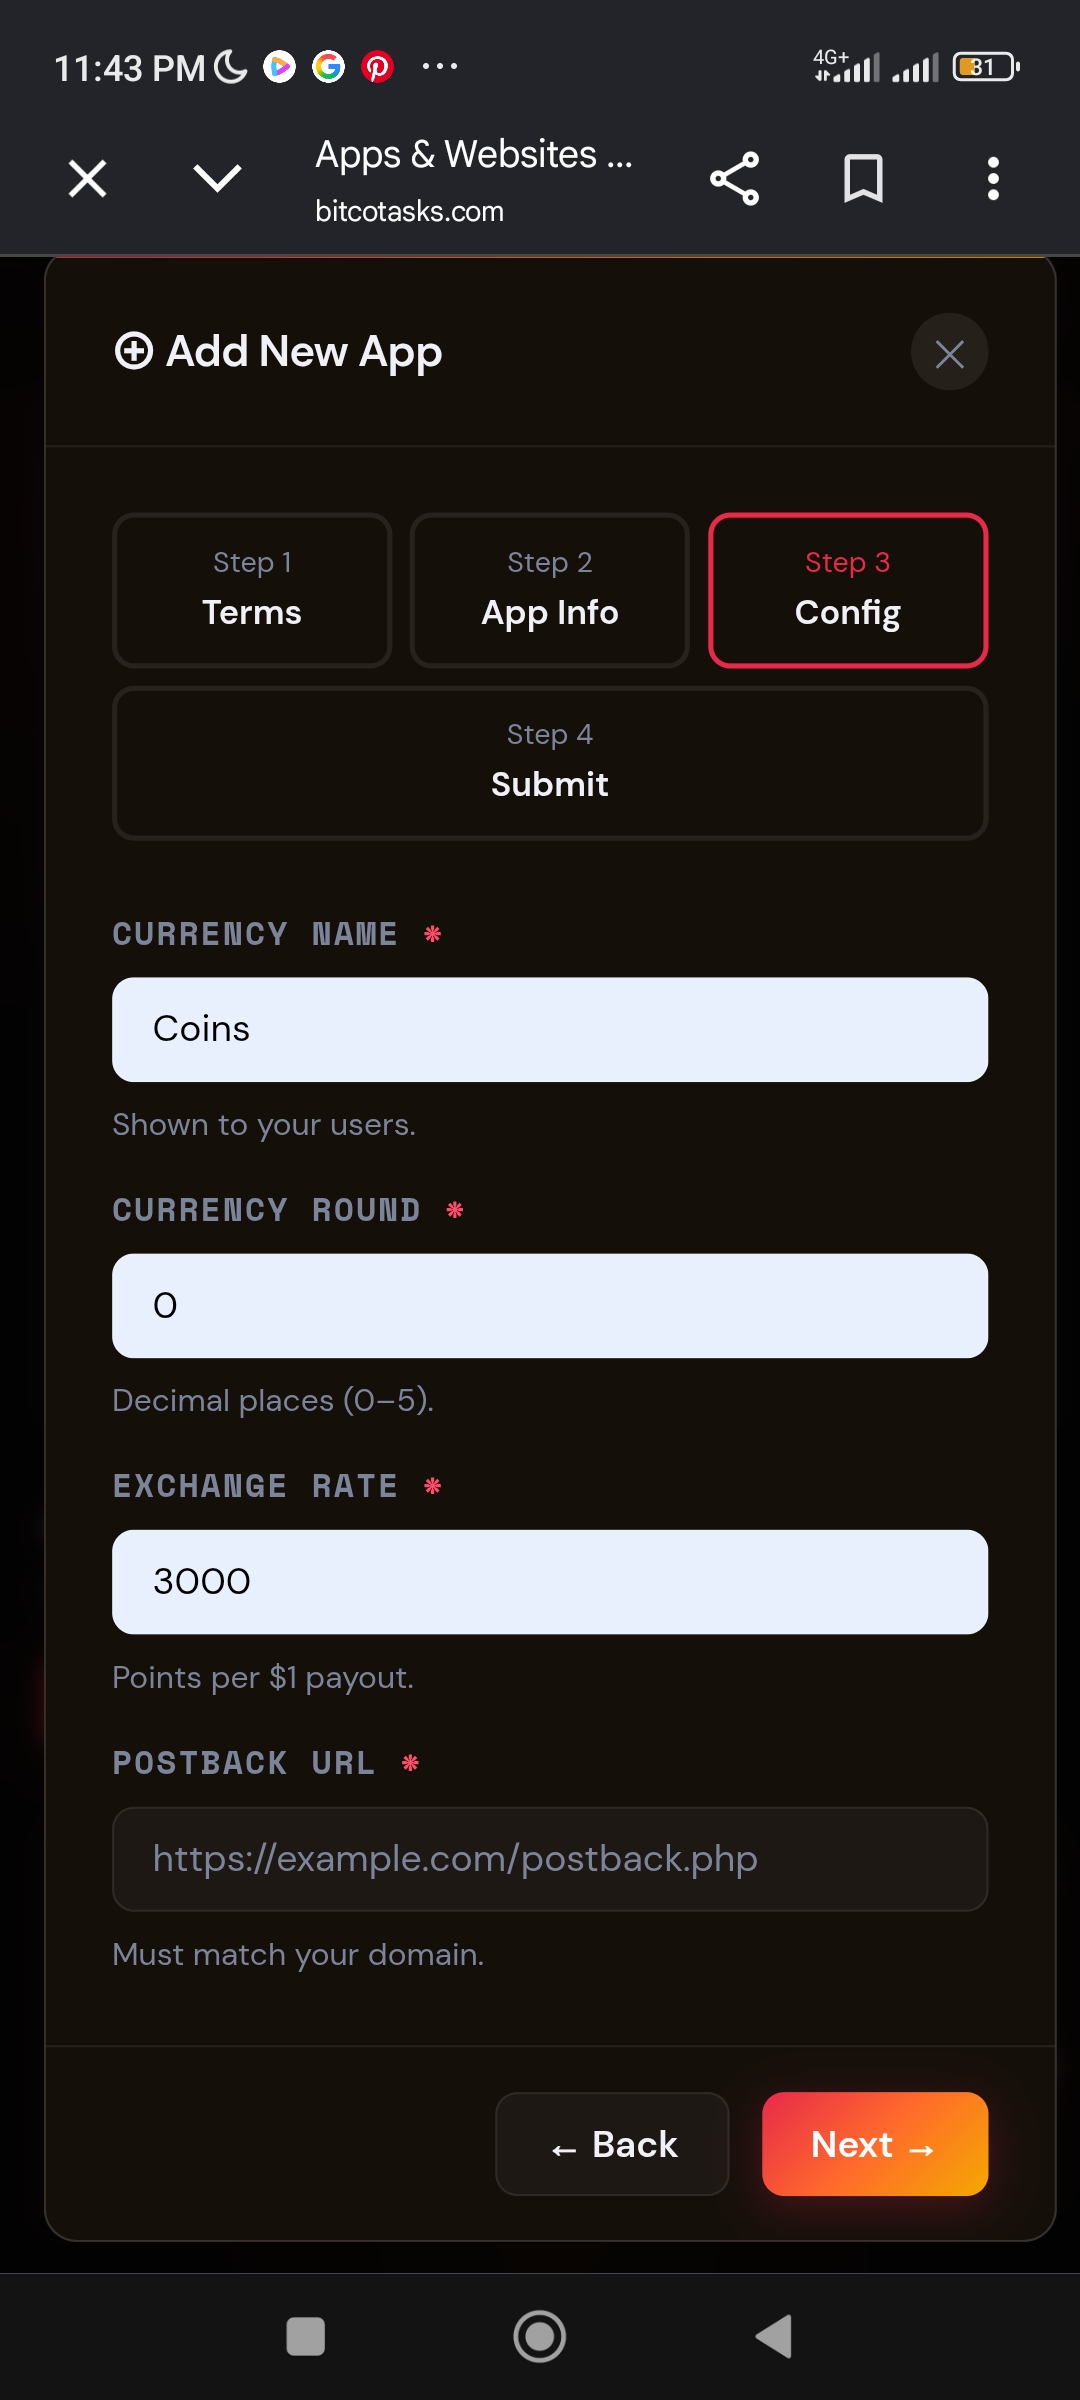 11:43 PM
4G+
31
Apps & Websites ...
bitcotasks.com
Add New App
Step 1
Terms
Step 2
App Info
Step 3
Config
Step 4
Submit
CURRENCY NAME *
Coins
Shown to your users.
CURRENCY ROUND *
0
Decimal places (0–5).
EXCHANGE RATE *
3000
Points per $1 payout.
POSTBACK URL *
https://example.com/postback.php
Must match your domain.
← Back
Next →